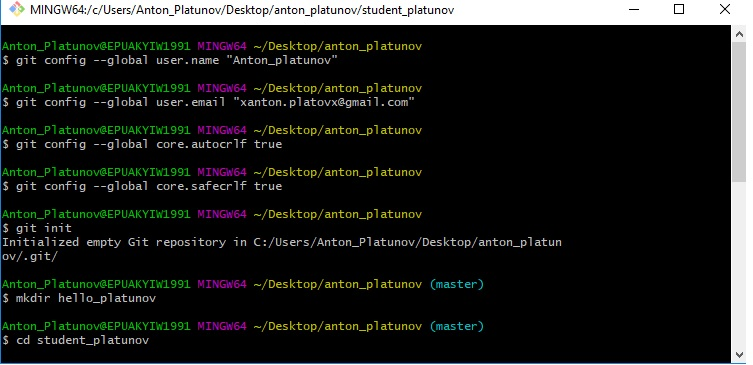 MINGW64:/c/Users/Anton_Platunov/Desktop/anton_platunov/student_platunov
Anton_Platunov@EPUAKYIW1991 MINGW64 ~/Desktop/anton_platunov
$ git config --global user.name "Anton_platunov"
Anton_Platunov@EPUAKYIW1991 MINGW64 ~/Desktop/anton_platunov
$ git config --global user.email "xanton.platovx@gmail.com"
Anton_Platunov@EPUAKYIW1991 MINGW64 ~/Desktop/anton_platunov
$ git config --global core.autocrlf true
Anton_Platunov@EPUAKYIW1991 MINGW64 ~/Desktop/anton_platunov
$ git config --global core.safecrlf true
Anton_Platunov@EPUAKYIW1991 MINGW64 ~/Desktop/anton_platunov
$ git init
Initialized empty Git repository in C:/Users/Anton_Platunov/Desktop/anton_platun
ov/.git/
Anton_Platunov@EPUAKYIW1991 MINGW64 ~/Desktop/anton_platunov (master)
$ mkdir hello_platunov
Anton_Platunov@EPUAKYIW1991 MINGW64 ~/Desktop/anton_platunov (master)
$ cd student_platunov